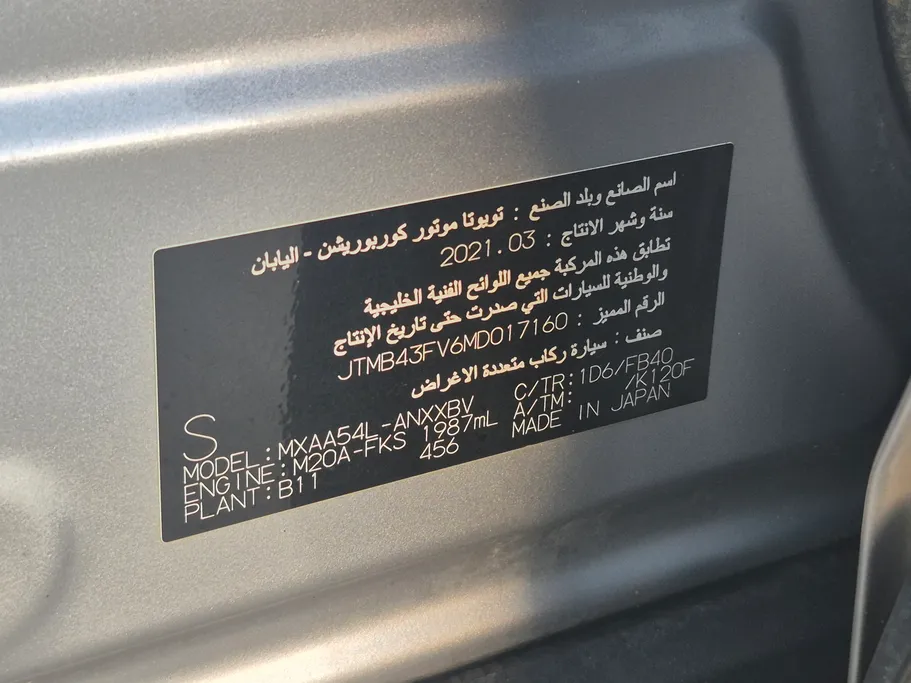 اسم الصانع وبلد الصنع : تويوتا موتور كوربوريشن - اليابان
سنة وشهر الانتاج : 2021.03
تطابق هذه المركبة جميع اللوائح الفنية الخليجية
والوطنية للسيارات التي صدرت حتى تاريخ الإنتاج
الرقم المميز : JTMB43FV6MD017160
صنف : سيارة ركاب متعددة الاغراض
S
MODEL:MXAA54L-ANXXBV C/TR:1D6/FB40
ENGINE:M20A-FKS 1987mL A/TM: /K120F
PLANT:B11 456 MADE IN JAPAN